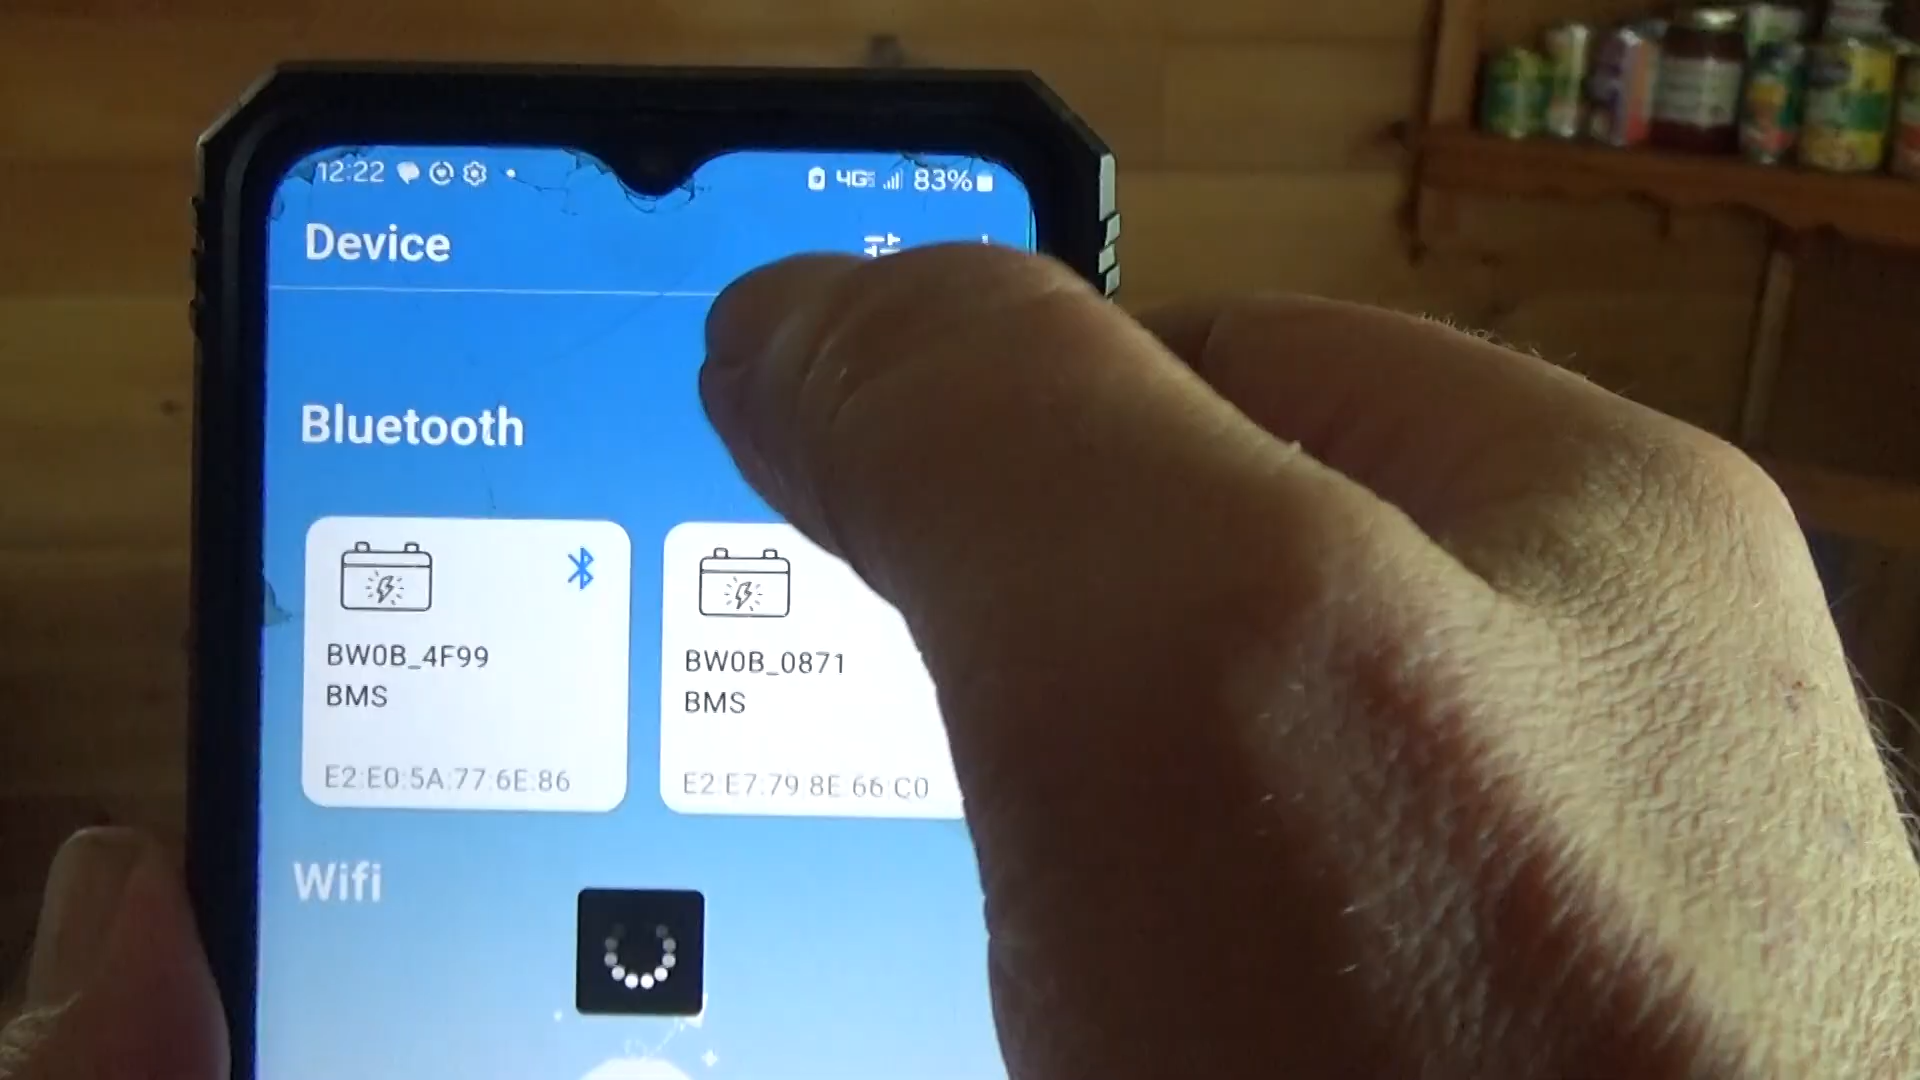 12:22 4G 83%
Device
Bluetooth
BW0B_4F99
BMS
E2:E0:5A:77:6E:86
BW0B_0871
BMS
E2:E7:79:8E:66:C0
Wifi